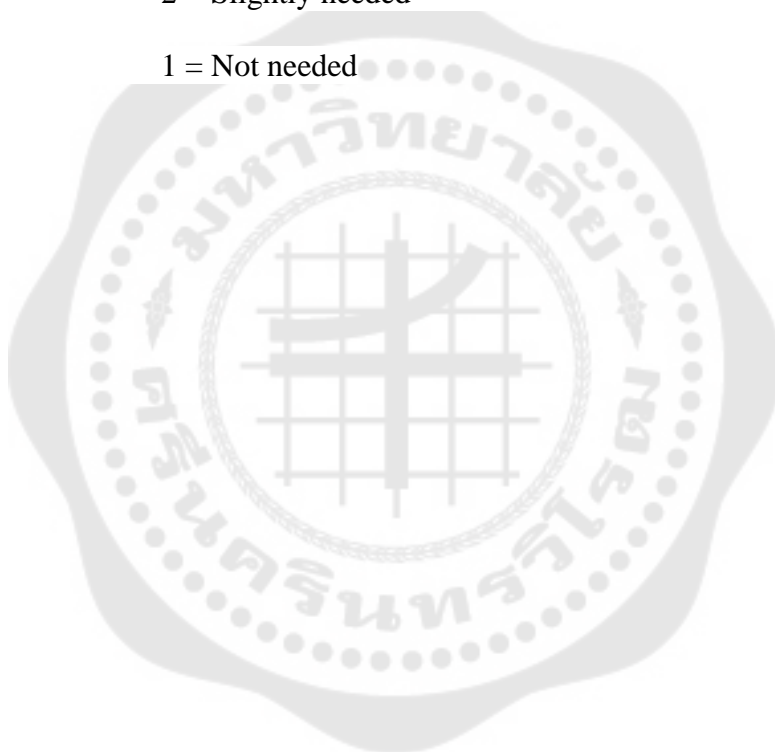 2 = Slightly needed
1 = Not needed
มหาวิทยาลัย
ศรีนครินทรวิโรฒ